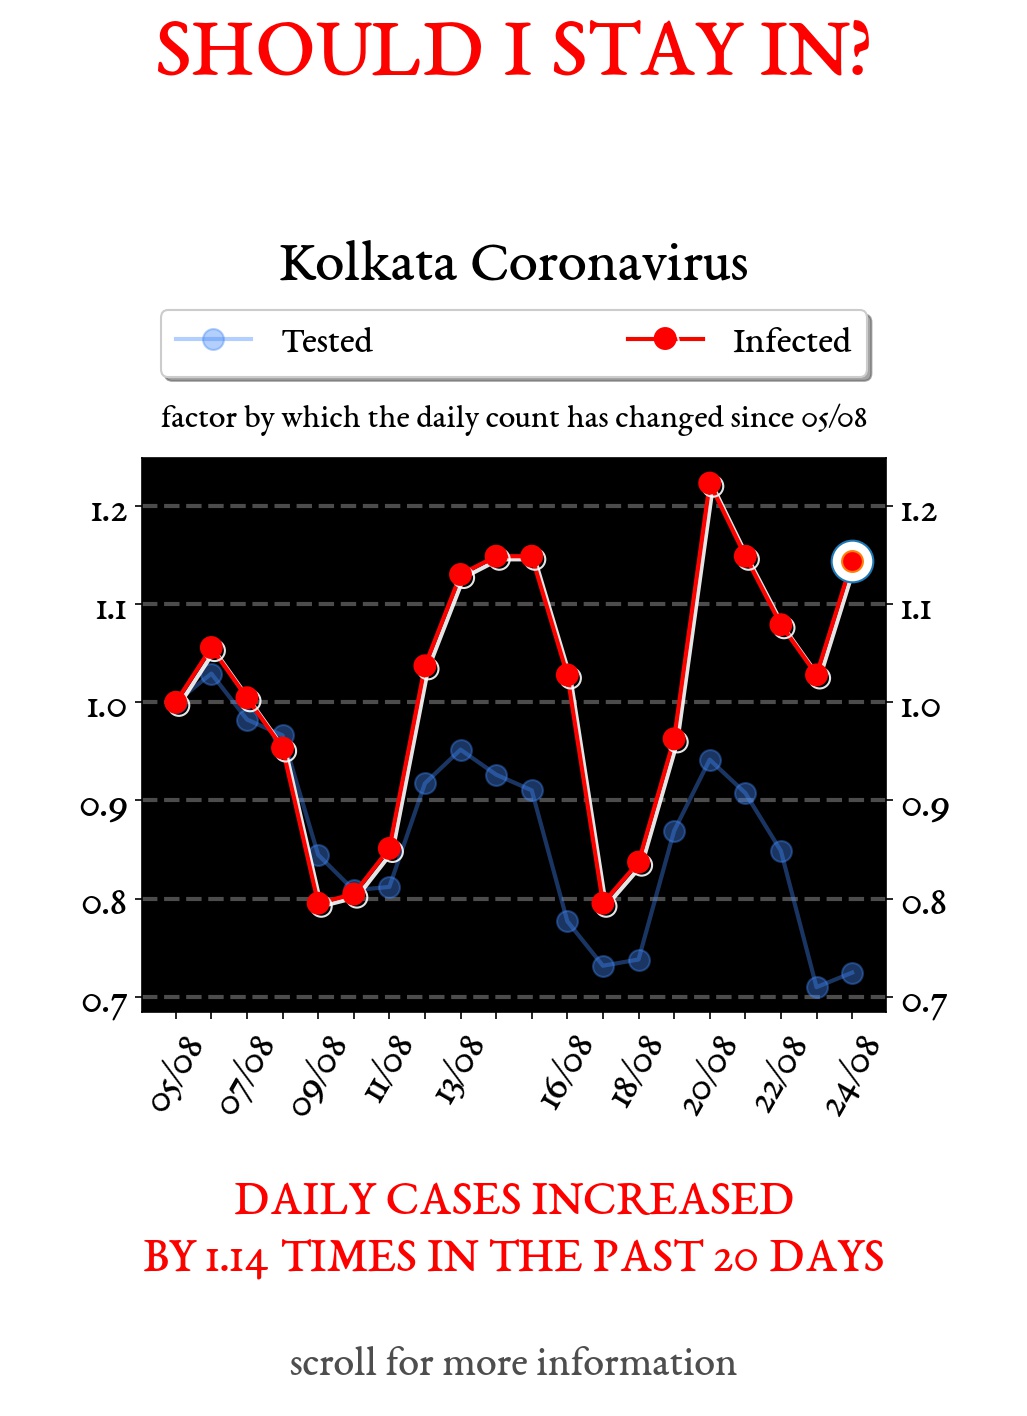 SHOULD I STAY IN?
Kolkata Coronavirus
Tested Infected
factor by which the daily count has changed since 05/08
1.2 1.2
1.1 1.1
1.0 1.0
0.9 0.9
0.8 0.8
0.7 0.7
05/08 07/08 09/08 11/08 13/08 16/08 18/08 20/08 22/08 24/08
DAILY CASES INCREASED
BY 1.14 TIMES IN THE PAST 20 DAYS
scroll for more information